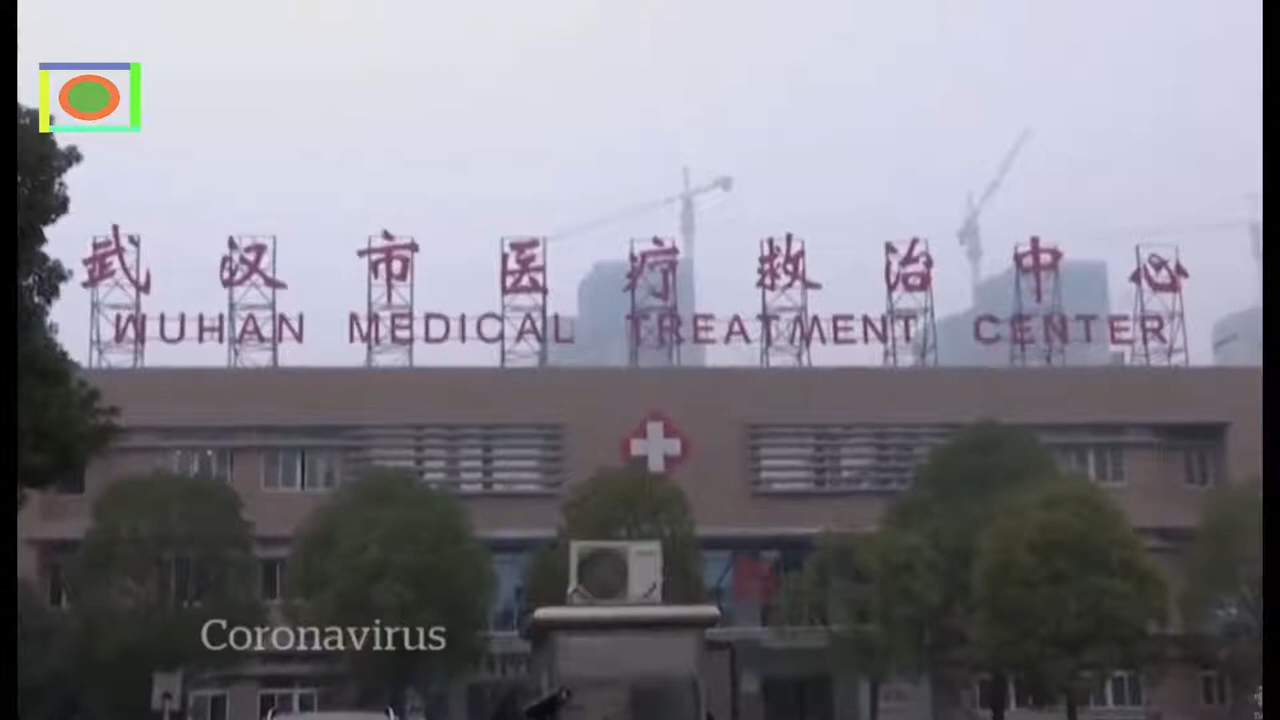 武汉市医疗救治中心
WUHAN MEDICAL TREATMENT CENTER
Coronavirus